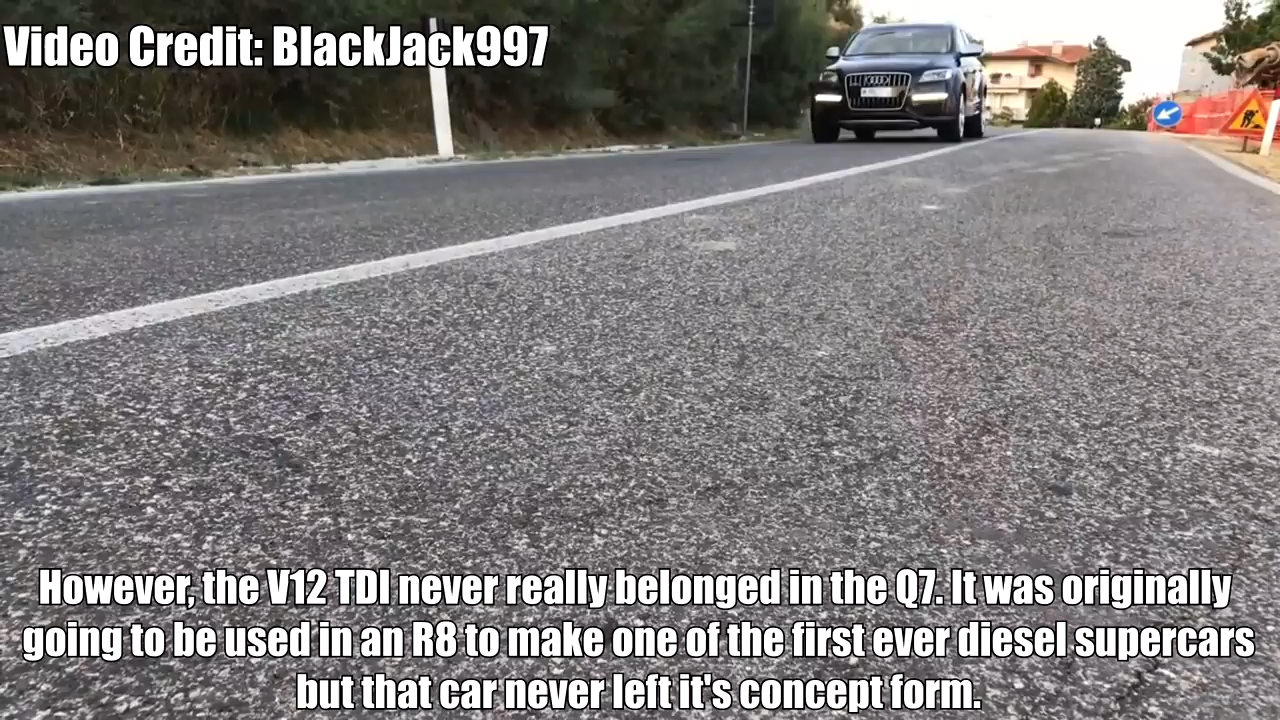 Video Credit: BlackJack997
However, the V12 TDI never really belonged in the Q7. It was originally
going to be used in an R8 to make one of the first ever diesel supercars
but that car never left it's concept form.